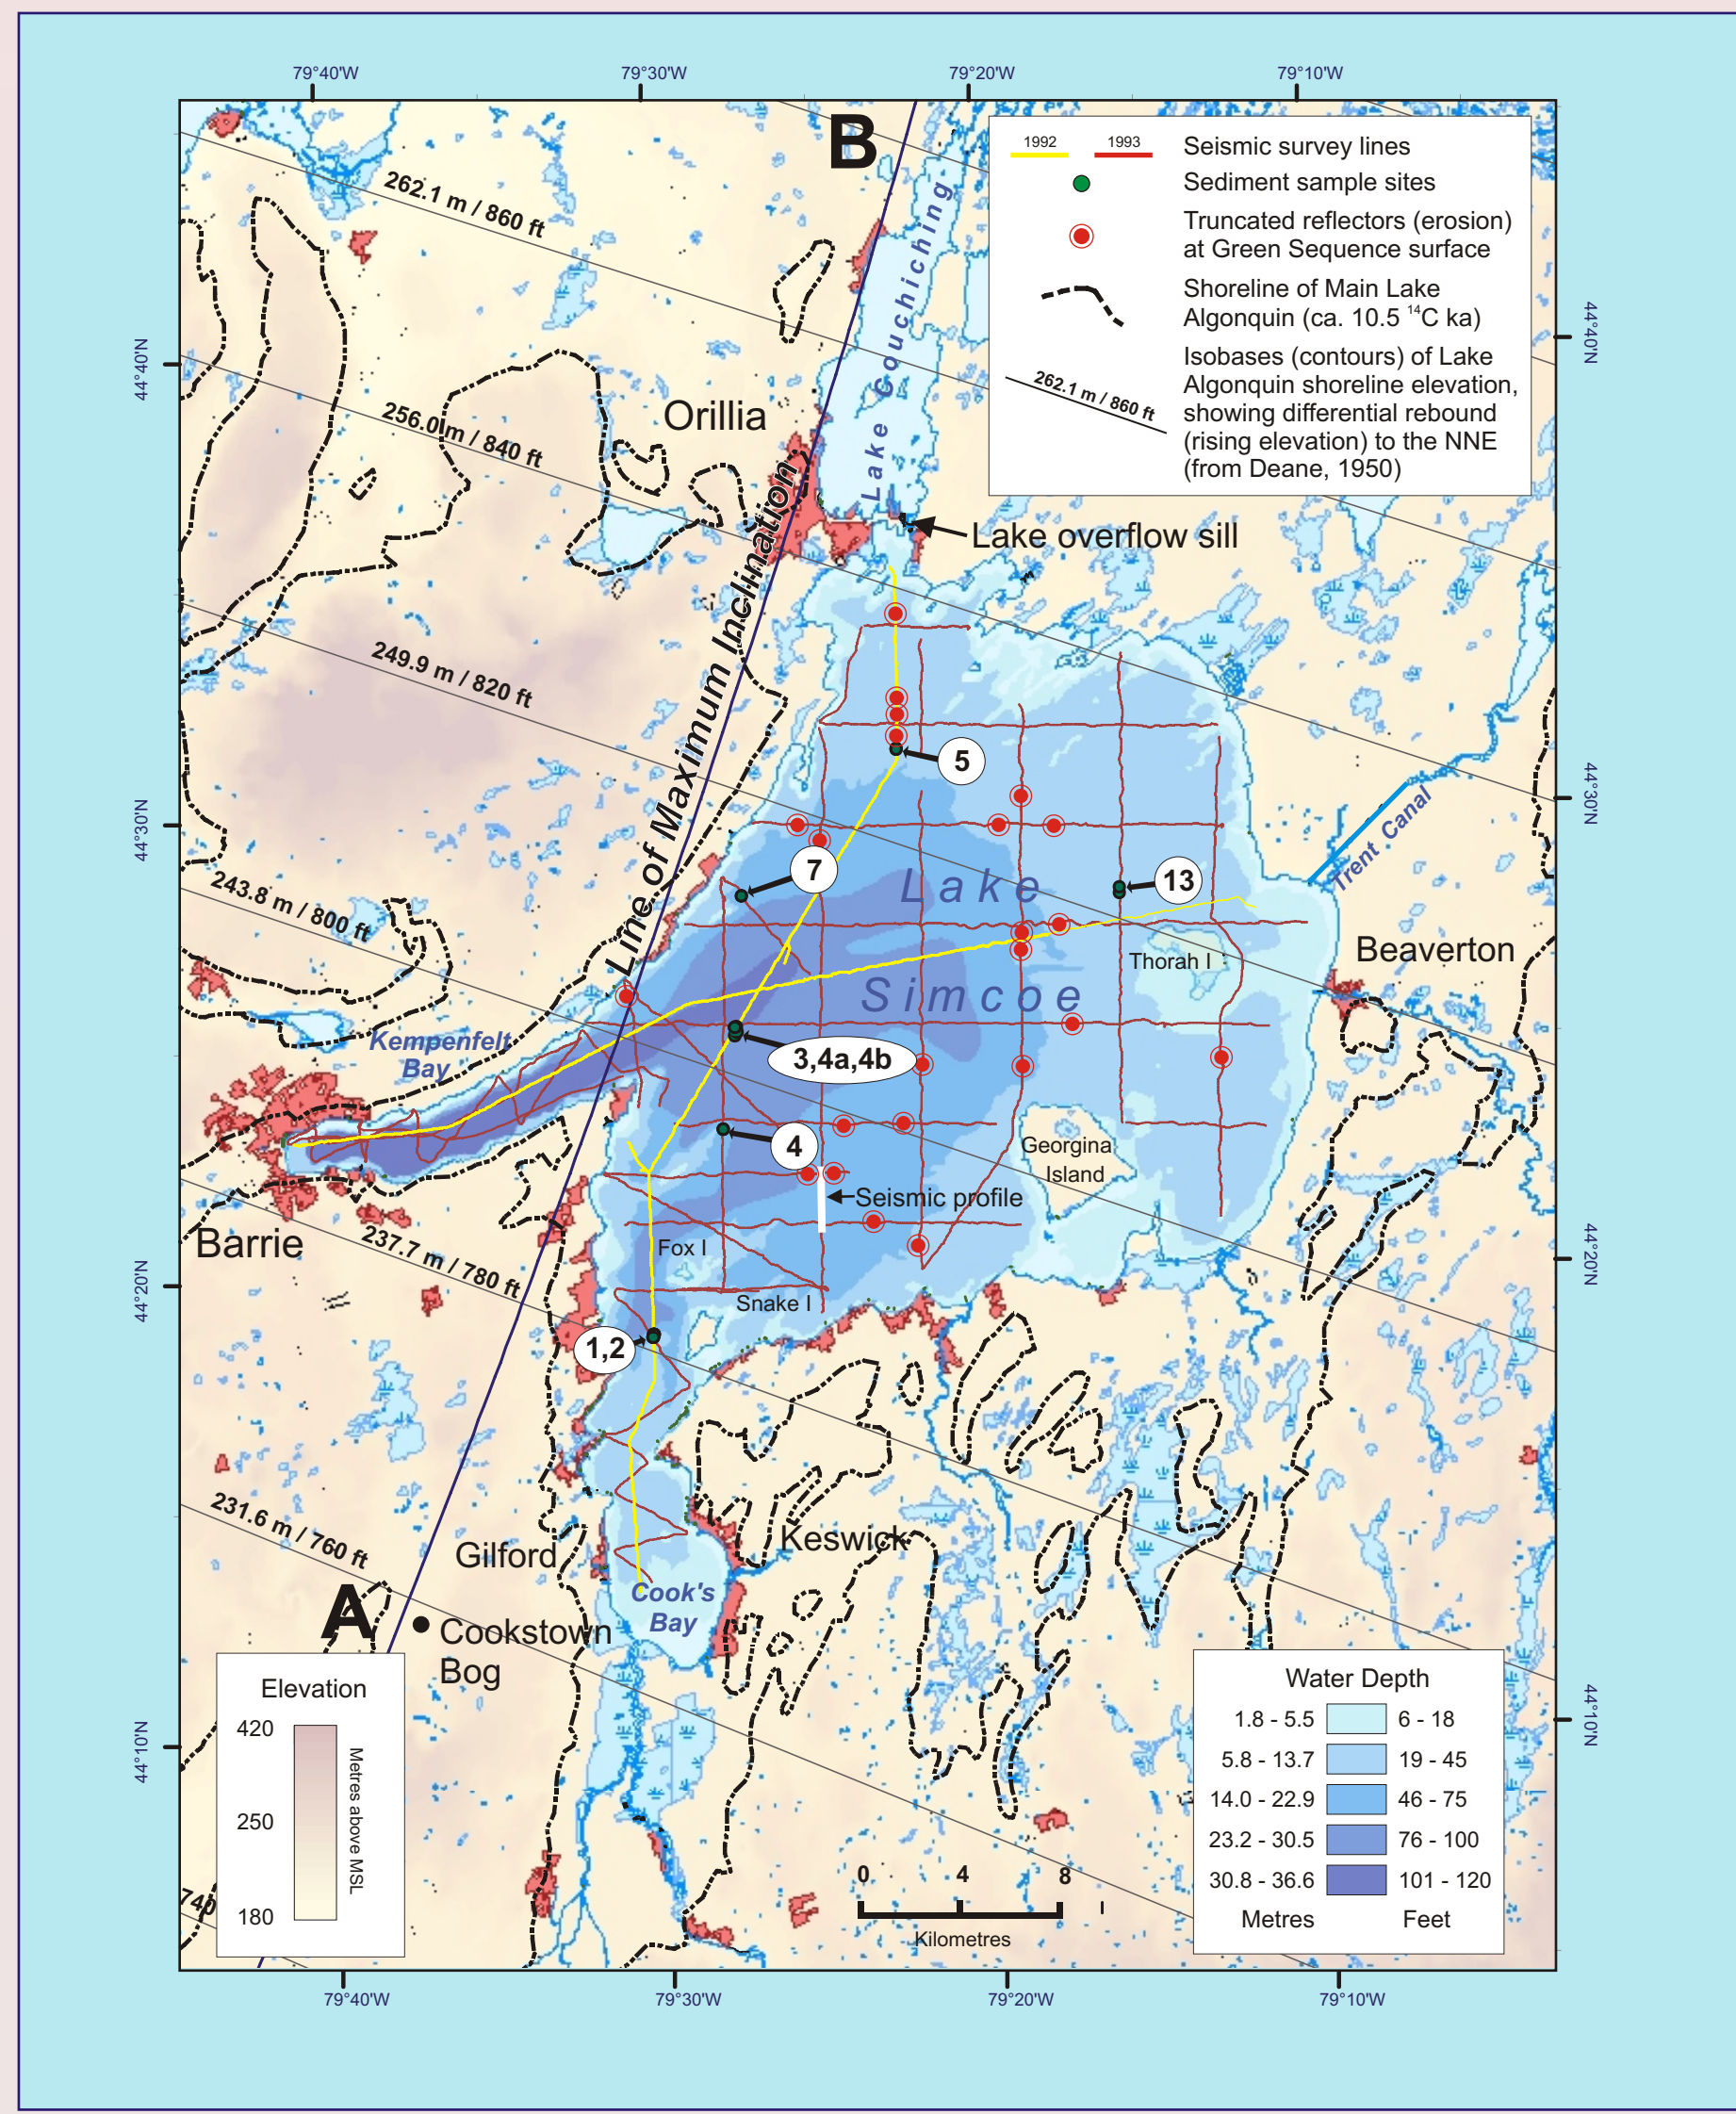 79°40'W
79°30'W
79°20'W
79°10'W
B
1992
1993
Seismic survey lines
Sediment sample sites
Truncated reflectors (erosion)
at Green Sequence surface
Shoreline of Main Lake
Algonquin (ca. 10.5 14C ka)
262.1 m / 860 ft
Isobases (contours) of Lake
Algonquin shoreline elevation,
showing differential rebound
(rising elevation) to the NNE
(from Deane, 1950)
262.1 m / 860 ft
Lake Couchiching
44°40'N
44°40'N
256.0 m / 840 ft
Orillia
Lake overflow sill
Line of Maximum Inclination
249.9 m / 820 ft
5
44°30'N
44°30'N
Trent Canal
7
13
Lake
Simcoe
243.8 m / 800 ft
Thorah I
Beaverton
Kempenfelt
Bay
3,4a,4b
4
Georgina
Island
Seismic profile
Barrie
237.7 m / 780 ft
Fox I
Snake I
44°20'N
44°20'N
1,2
231.6 m / 760 ft
Gilford
Keswick
Cook's
Bay
A
Cookstown
Bog
Elevation
420
250
180
Metres above MSL
740
44°10'N
44°10'N
0
4
8
Kilometres
Water Depth
1.8 - 5.5
6 - 18
5.8 - 13.7
19 - 45
14.0 - 22.9
46 - 75
23.2 - 30.5
76 - 100
30.8 - 36.6
101 - 120
Metres
Feet
79°40'W
79°30'W
79°20'W
79°10'W